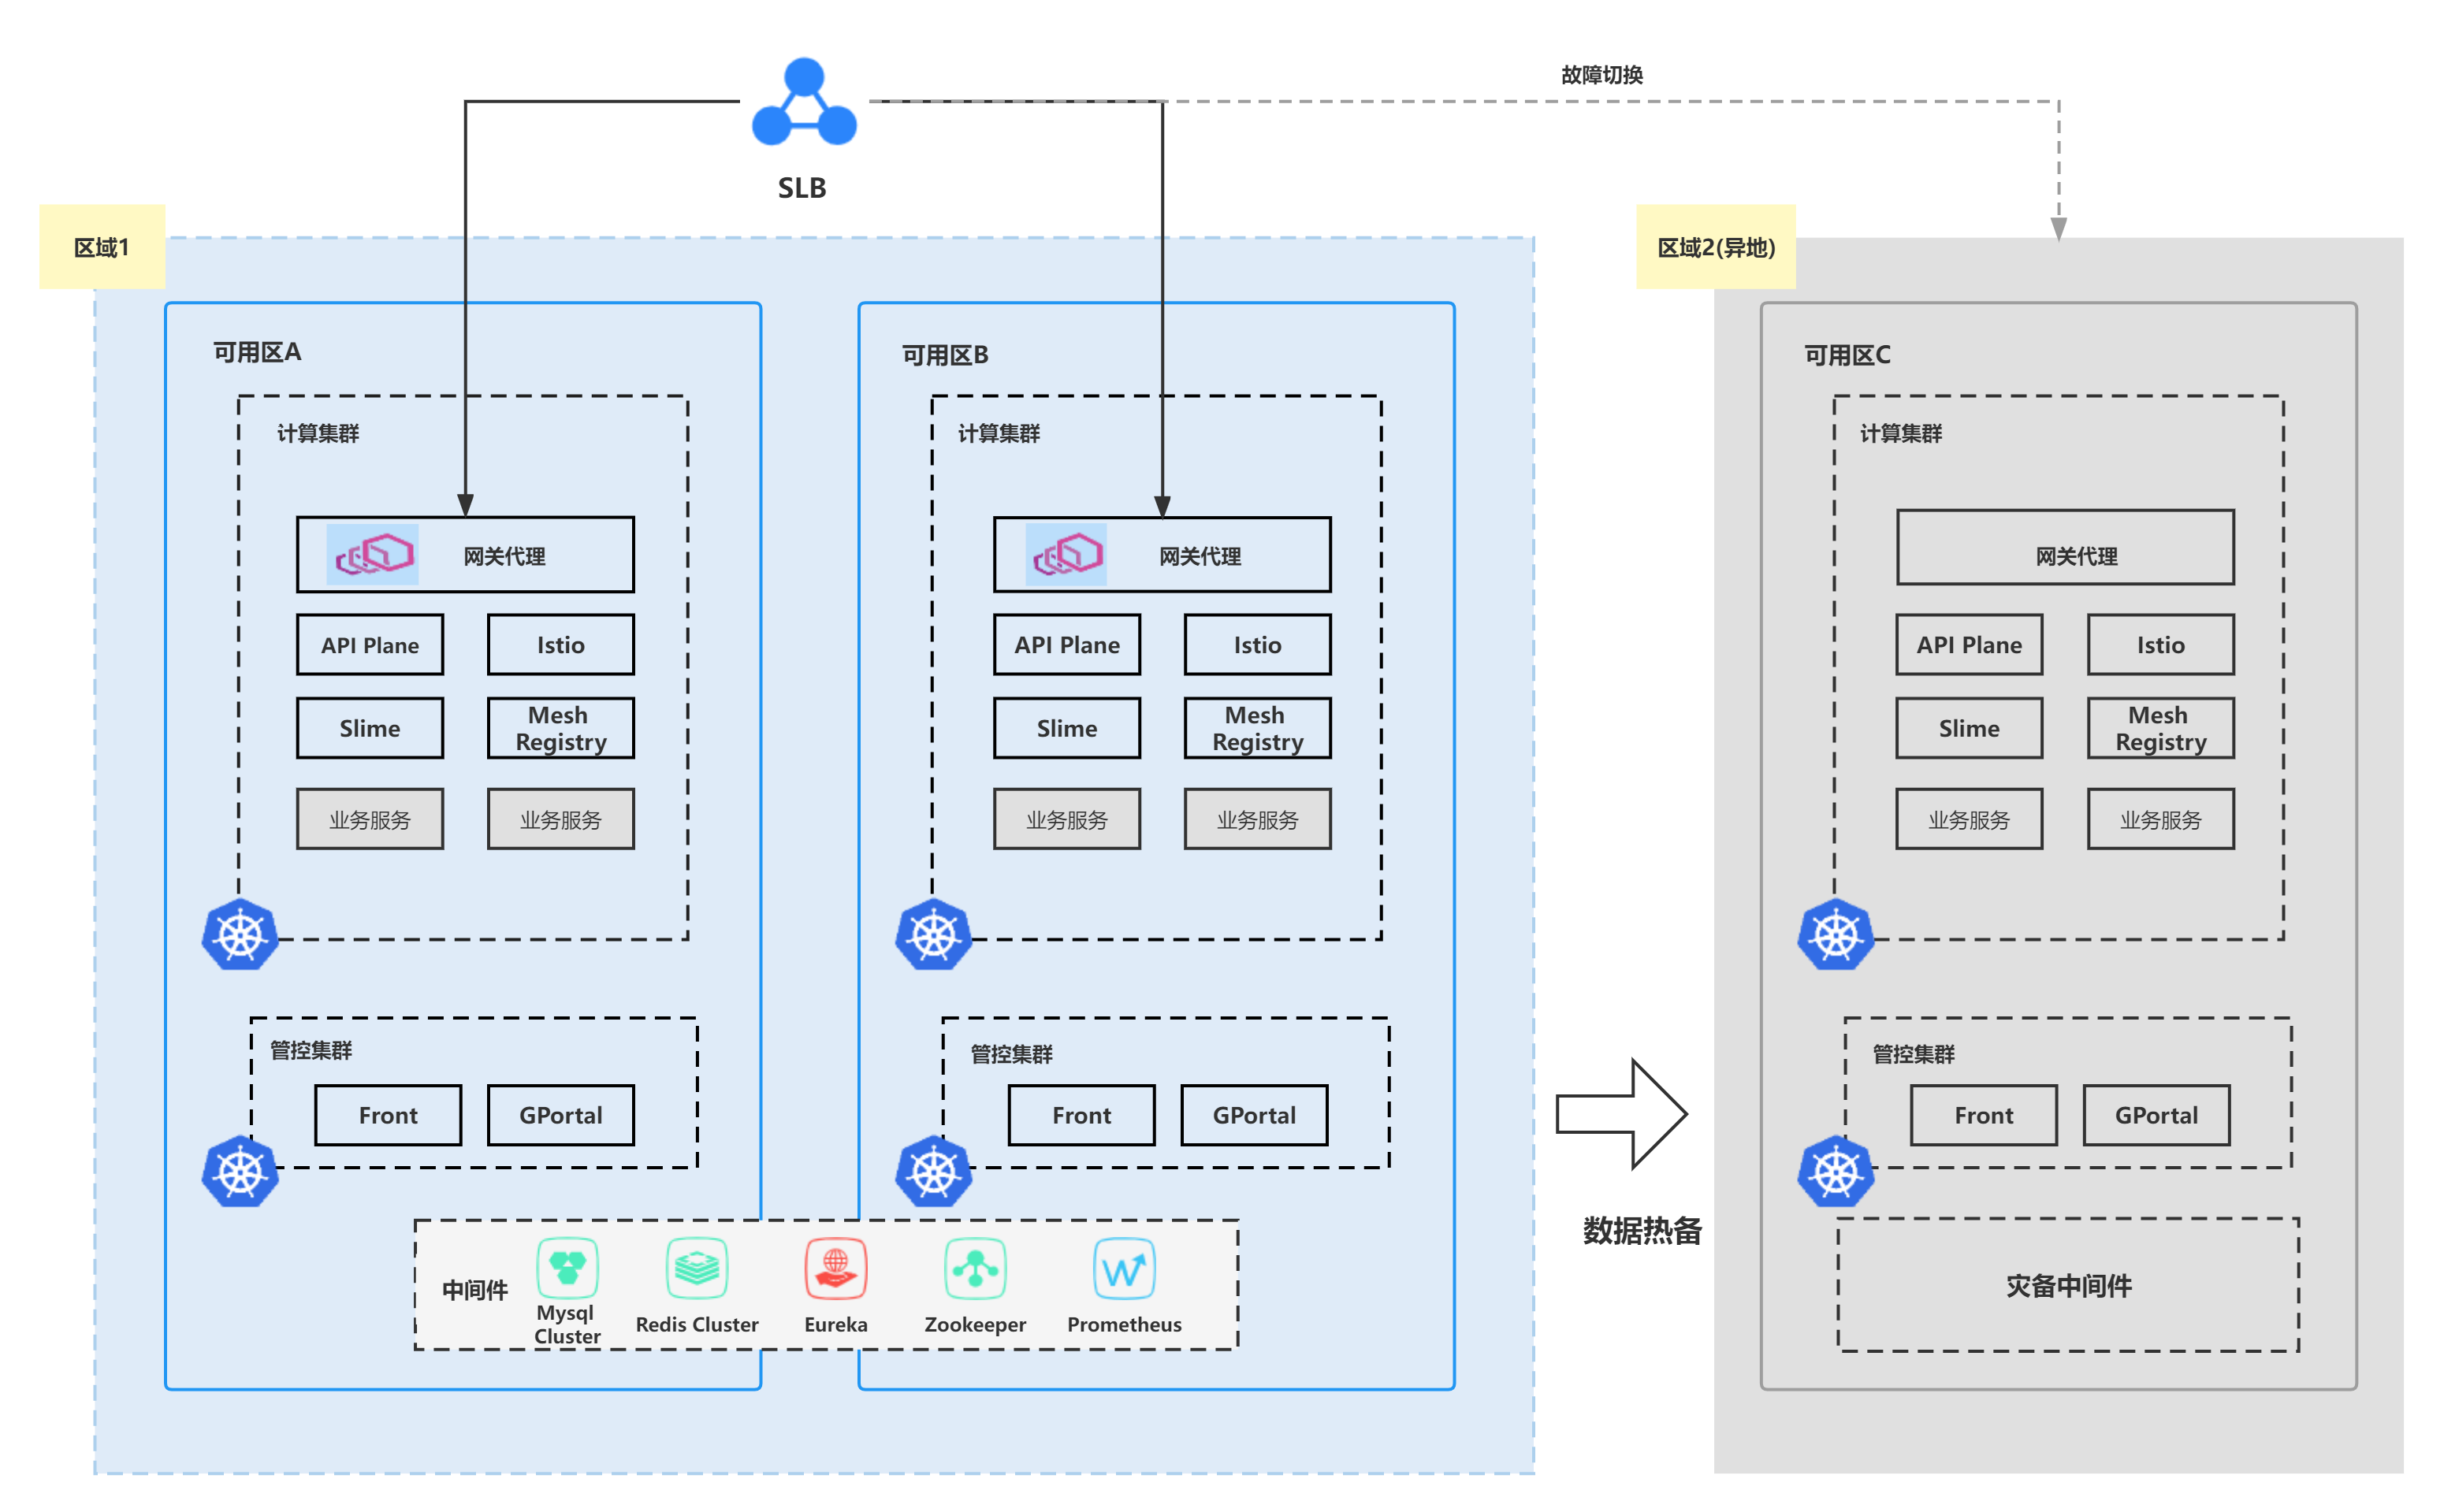 故障切换
SLB
区域1
区域2(异地)
可用区A
计算集群
网关代理
API Plane
Istio
Slime
Mesh
Registry
业务服务
业务服务
管控集群
Front
GPortal
可用区B
计算集群
网关代理
API Plane
Istio
Slime
Mesh
Registry
业务服务
业务服务
管控集群
Front
GPortal
中间件
Mysql
Cluster
Redis Cluster
Eureka
Zookeeper
Prometheus
数据热备
可用区C
计算集群
网关代理
API Plane
Istio
Slime
Mesh
Registry
业务服务
业务服务
管控集群
Front
GPortal
灾备中间件